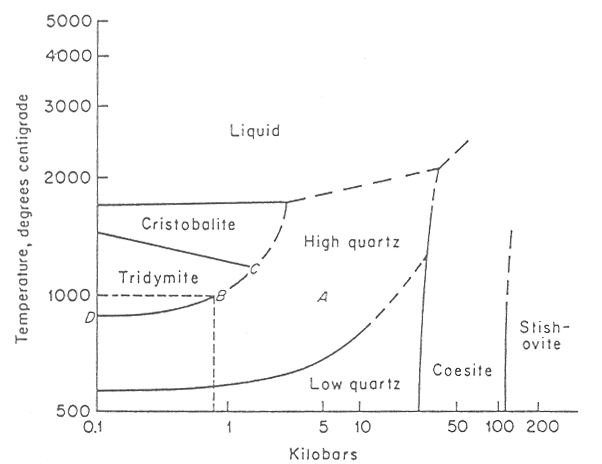 5000
4000
3000
2000
1000
500
Temperature, degrees centigrade
Liquid
Cristobalite
High quartz
Tridymite
C
B
A
D
Low quartz
Coesite
Stish-
ovite
0.1
1
5
10
50
100
200
Kilobars